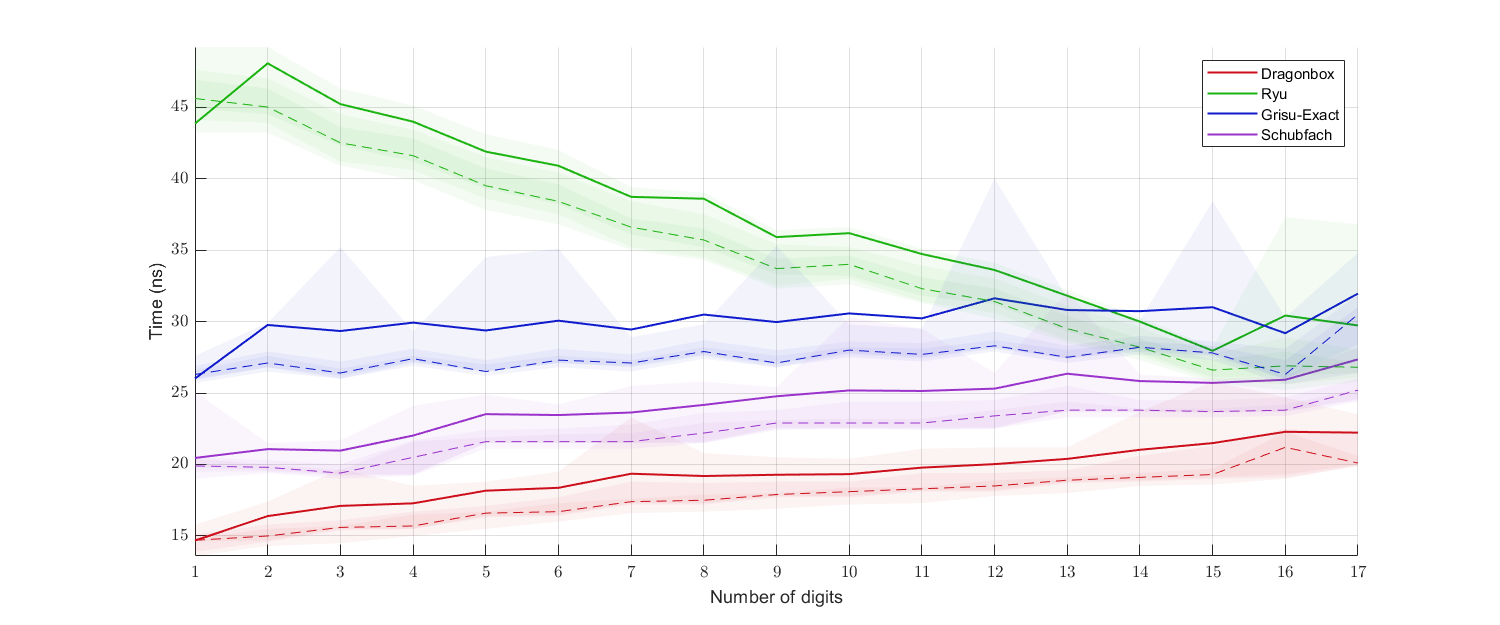 Dragonbox
Ryu
Grisu-Exact
Schubfach
45
40
35
30
25
20
15
Time (ns)
1 2 3 4 5 6 7 8 9 10 11 12 13 14 15 16 17
Number of digits